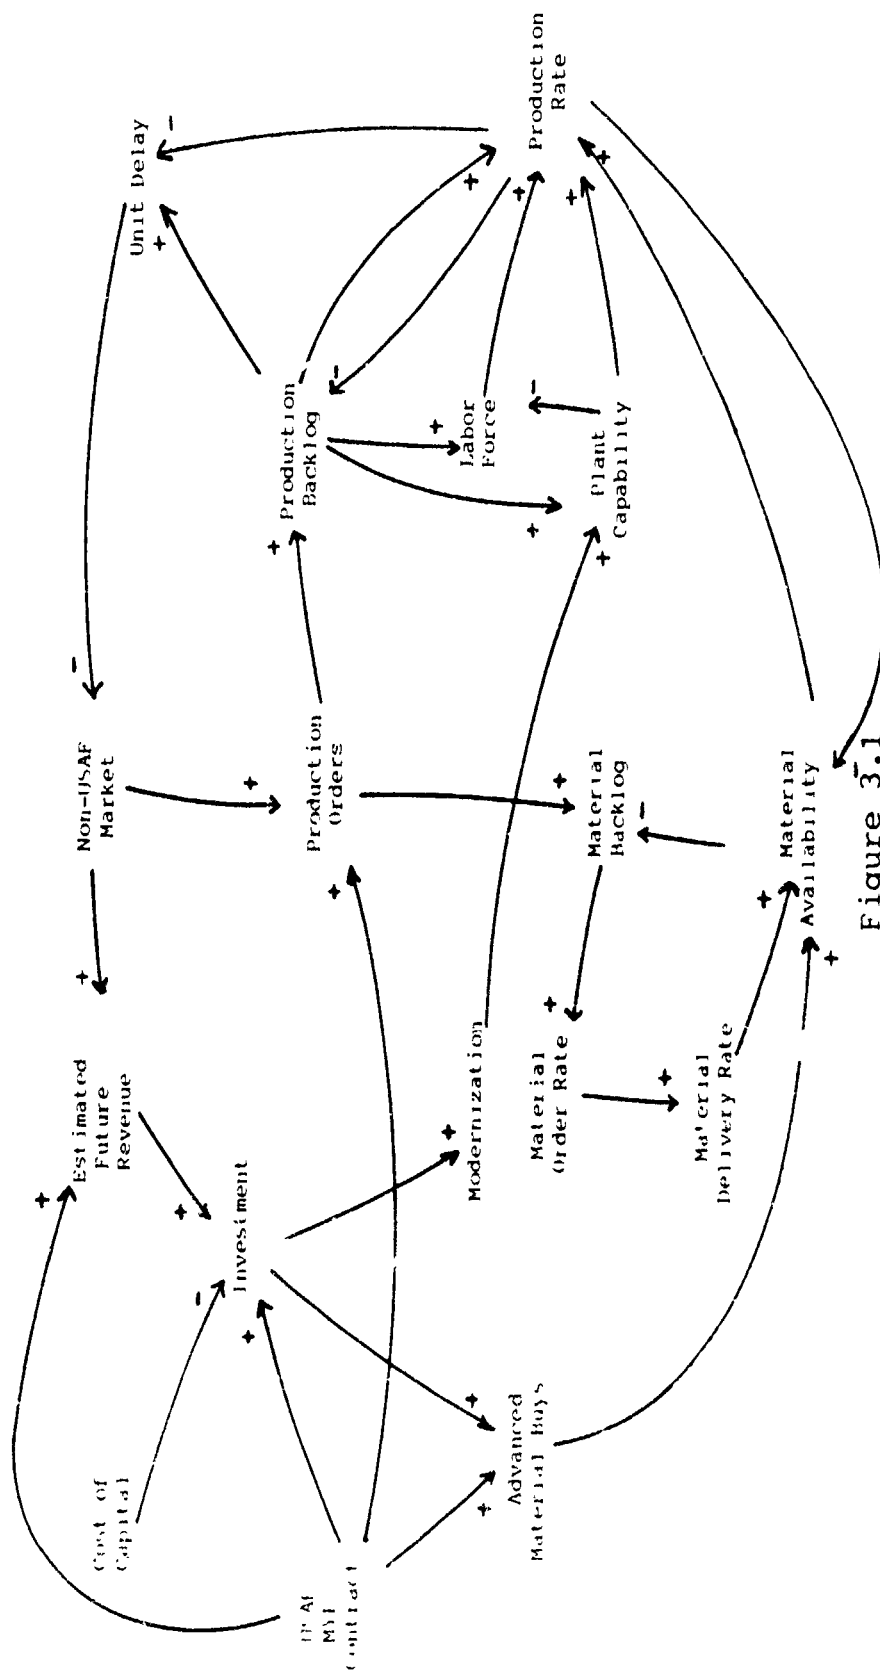 Cost of
Capital
Contract
Estimated
Future
Revenue
Non-USAF
Market
Unit Delay
Investment
Production
Orders
Production
Backlog
Advanced
Material Buys
Modernization
Labor
Force
Production
Rate
Material
Order Rate
Material
Backlog
Plant
Capability
Material
Delivery Rate
Material
Availability
Figure 3.1